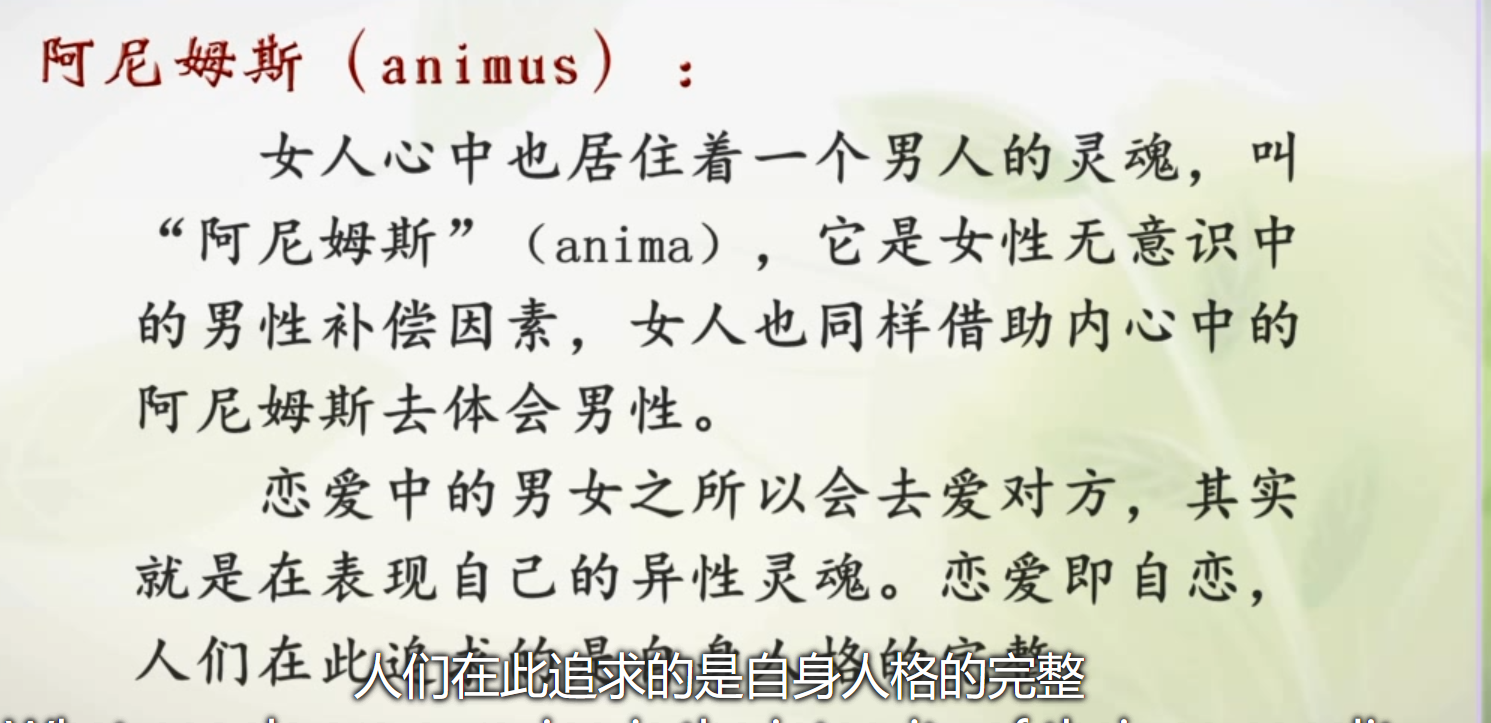 阿尼姆斯（animus）：
女人心中也居住着一个男人的灵魂，叫
“阿尼姆斯”（anima），它是女性无意识中
的男性补偿因素，女人也同样借助内心中的
阿尼姆斯去体会男性。
恋爱中的男女之所以会去爱对方，其实
就是在表现自己的异性灵魂。恋爱即自恋，
人们在此追求的是自身人格的完整
人们在此追求的是自身人格的完整